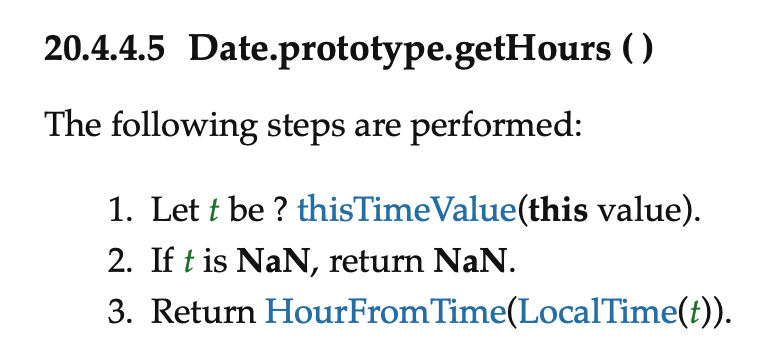 20.4.4.5 Date.prototype.getHours ( )
The following steps are performed:
1. Let t be ? thisTimeValue(this value).
2. If t is NaN, return NaN.
3. Return HourFromTime(LocalTime(t)).